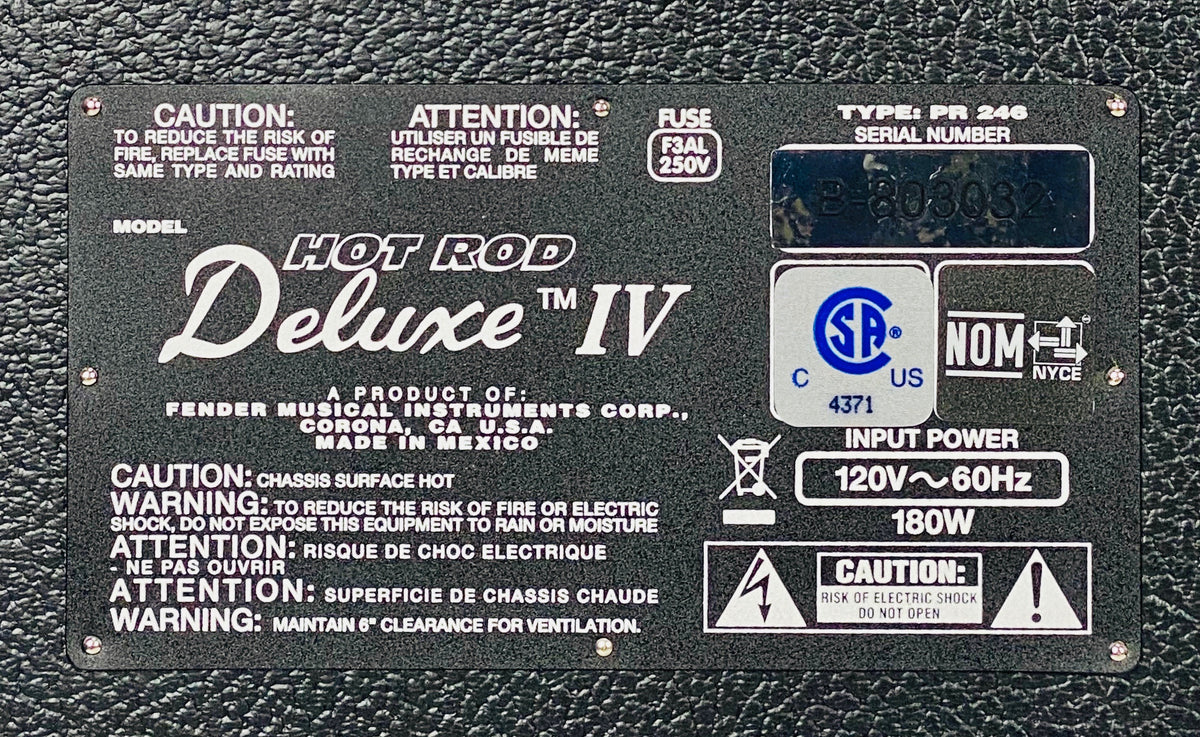 CAUTION:
TO REDUCE THE RISK OF
FIRE, REPLACE FUSE WITH
SAME TYPE AND RATING
ATTENTION:
UTILISER UN FUSIBLE DE
RECHANGE DE MEME
TYPE ET CALIBRE
FUSE
F3AL
250V
TYPE: PR 246
SERIAL NUMBER
B-803032
MODEL
HOT ROD
Deluxe™ IV
CSA®
C US
4371
NOM
NYCE
A PRODUCT OF:
FENDER MUSICAL INSTRUMENTS CORP.,
CORONA, CA U.S.A.
MADE IN MEXICO
INPUT POWER
120V~60Hz
180W
CAUTION: CHASSIS SURFACE HOT
WARNING: TO REDUCE THE RISK OF FIRE OR ELECTRIC
SHOCK, DO NOT EXPOSE THIS EQUIPMENT TO RAIN OR MOISTURE
ATTENTION: RISQUE DE CHOC ELECTRIQUE
- NE PAS OUVRIR
ATTENTION: SUPERFICIE DE CHASSIS CHAUDE
WARNING: MAINTAIN 6" CLEARANCE FOR VENTILATION.
CAUTION:
RISK OF ELECTRIC SHOCK
DO NOT OPEN